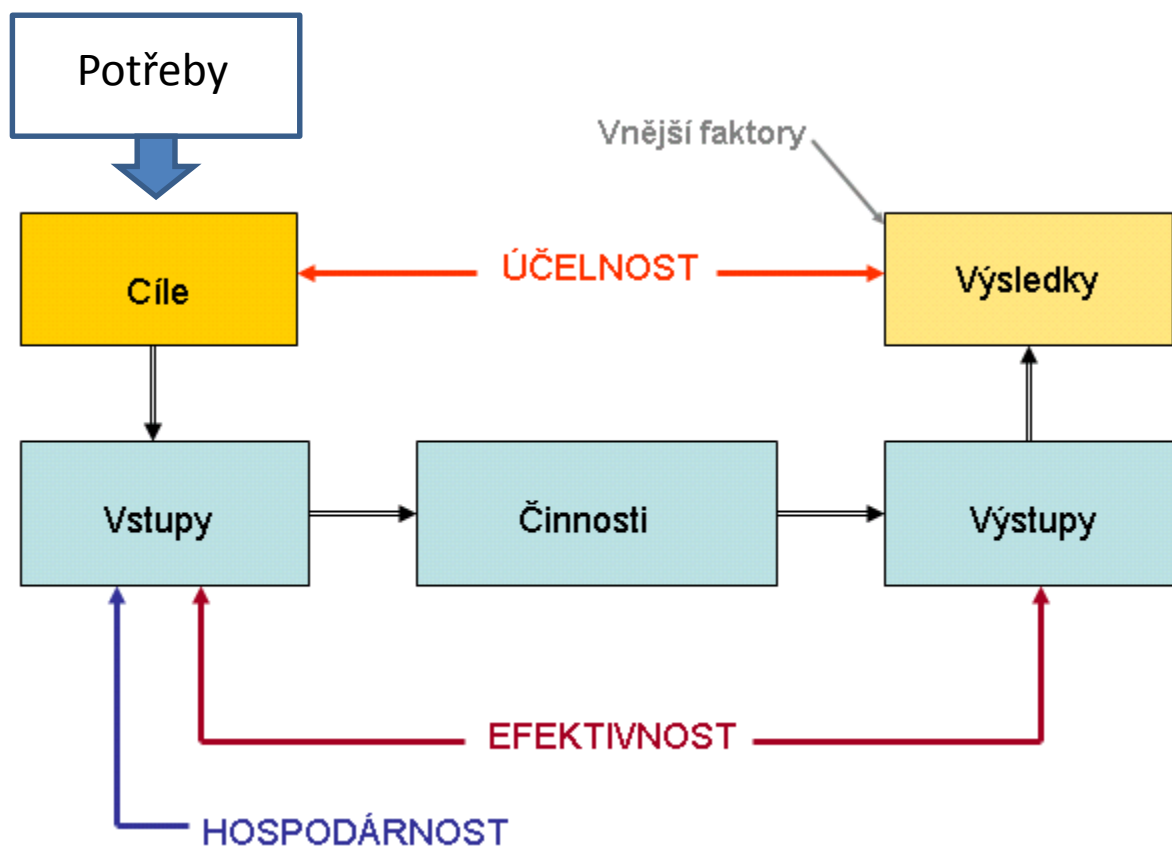 Potřeby
Vnější faktory
Cíle
ÚČELNOST
Výsledky
Vstupy
Činnosti
Výstupy
EFEKTIVNOST
HOSPODÁRNOST